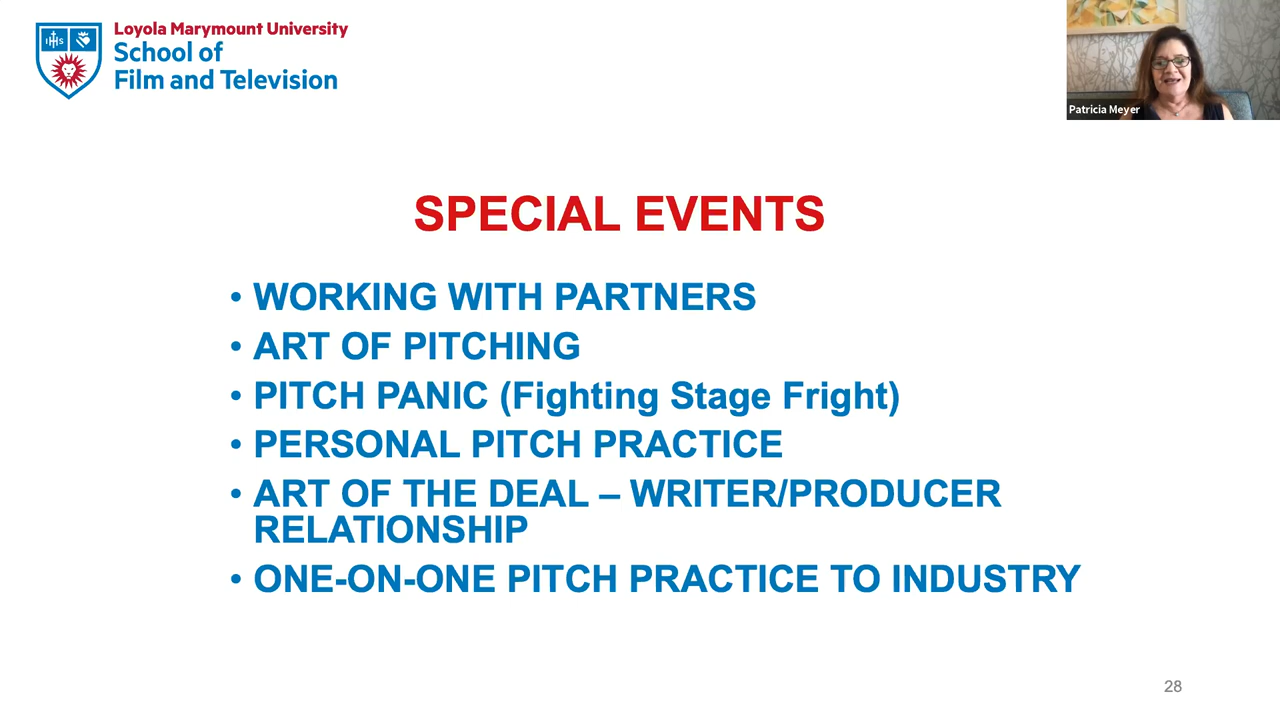 Loyola Marymount University
School of
Film and Television
IHS
Patricia Meyer
SPECIAL EVENTS
• WORKING WITH PARTNERS
• ART OF PITCHING
• PITCH PANIC (Fighting Stage Fright)
• PERSONAL PITCH PRACTICE
• ART OF THE DEAL – WRITER/PRODUCER
RELATIONSHIP
• ONE-ON-ONE PITCH PRACTICE TO INDUSTRY
28